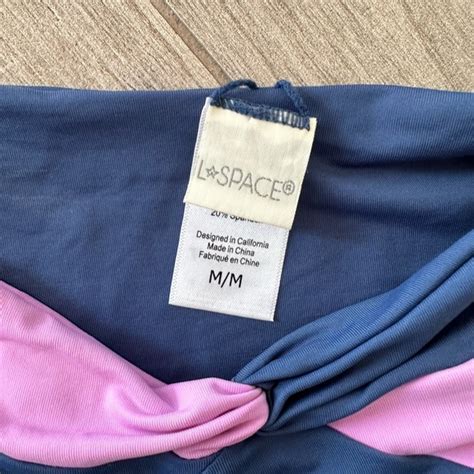 L☆SPACE®
20% Spandex
Designed in California
Made in China
Fabriqué en Chine
M/M